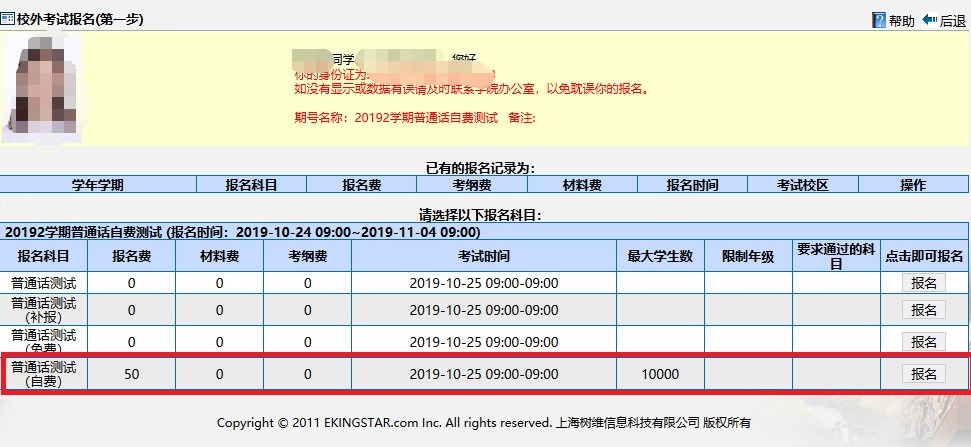 校外考试报名(第一步)
帮助 后退
同学 您好
你的身份证为:
如没有显示或数据有误请及时联系学院办公室，以免耽误你的报名。
期号名称：20192学期普通话自费测试 备注:
已有的报名记录为：
学年学期 报名科目 报名费 考纲费 材料费 报名时间 考试校区 操作
请选择以下报名科目：
20192学期普通话自费测试 (报名时间：2019-10-24 09:00~2019-11-04 09:00)
报名科目 报名费 材料费 考纲费 考试时间 最大学生数 限制年级 要求通过的科目 点击即可报名
普通话测试 0 0 0 2019-10-25 09:00-09:00 报名
普通话测试(补报) 0 0 0 2019-10-25 09:00-09:00 报名
普通话测试(免费) 0 0 0 2019-10-25 09:00-09:00 报名
普通话测试(自费) 50 0 0 2019-10-25 09:00-09:00 10000 报名
Copyright © 2011 EKINGSTAR.com Inc. All rights reserved. 上海树维信息科技有限公司 版权所有